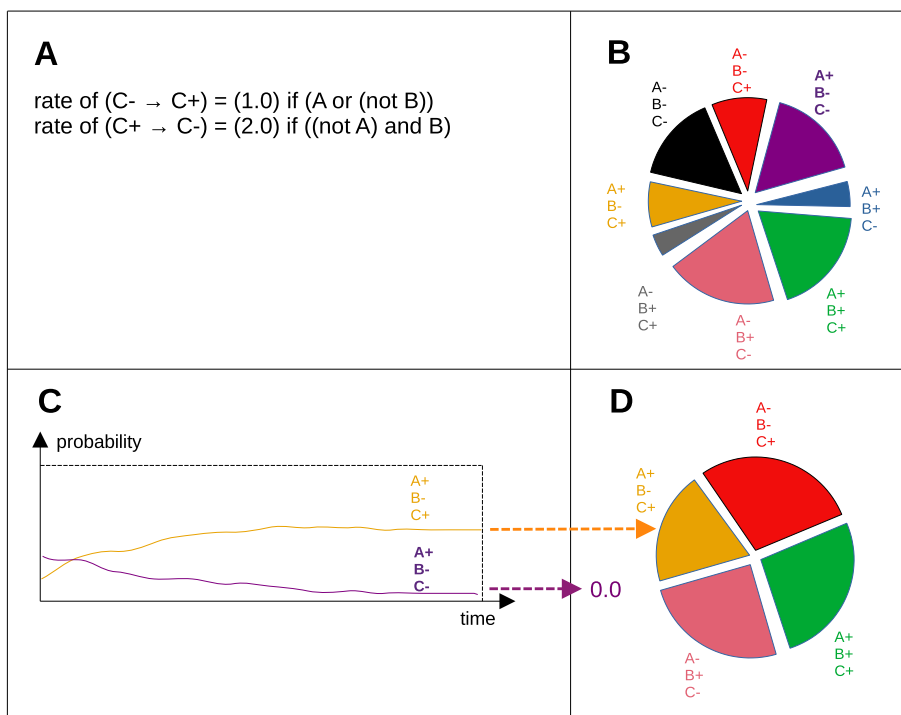 A
rate of (C- → C+) = (1.0) if (A or (not B))
rate of (C+ → C-) = (2.0) if ((not A) and B)
B
A-
B-
C+
A+
B-
C-
A-
B-
C-
A+
B-
C+
A+
B+
C-
A-
B+
C+
A-
B+
C-
A+
B+
C+
C
probability
A+
B-
C+
A+
B-
C-
time
0.0
D
A-
B-
C+
A+
B-
C+
A-
B+
C-
A+
B+
C+